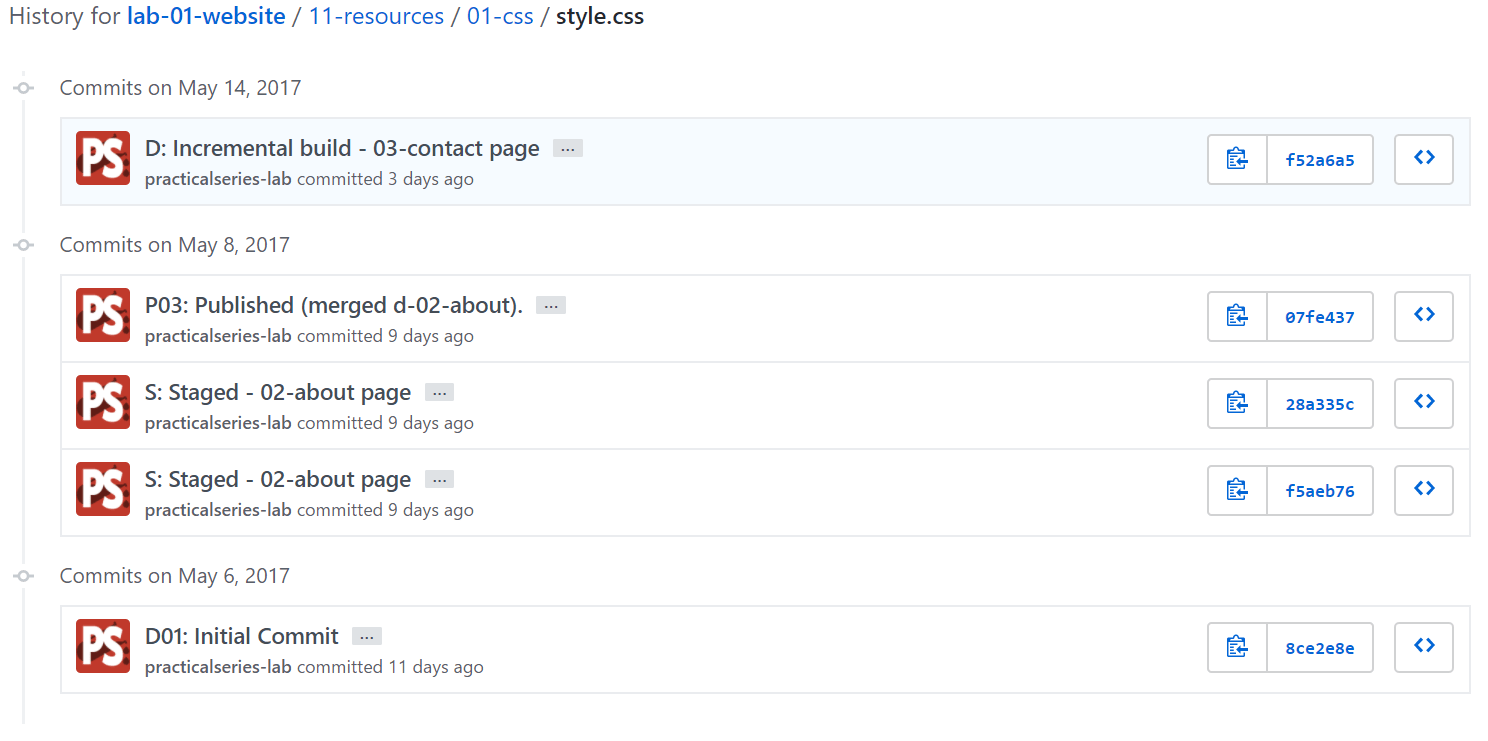 History for lab-01-website / 11-resources / 01-css / style.css
Commits on May 14, 2017
PS D: Incremental build - 03-contact page ...
practicalseries-lab committed 3 days ago
f52a6a5 <>
Commits on May 8, 2017
PS P03: Published (merged d-02-about). ...
practicalseries-lab committed 9 days ago
07fe437 <>
PS S: Staged - 02-about page ...
practicalseries-lab committed 9 days ago
28a335c <>
PS S: Staged - 02-about page ...
practicalseries-lab committed 9 days ago
f5aeb76 <>
Commits on May 6, 2017
PS D01: Initial Commit ...
practicalseries-lab committed 11 days ago
8ce2e8e <>